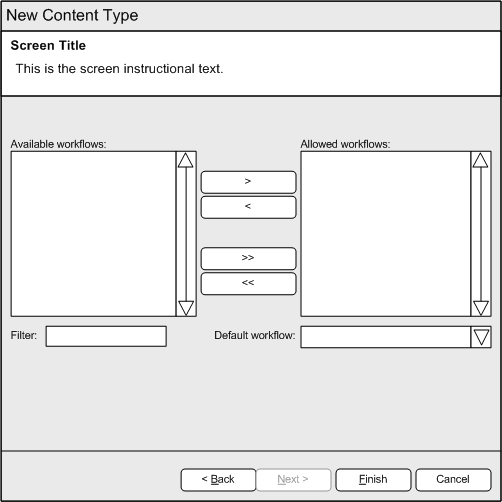 New Content Type
Screen Title
This is the screen instructional text.
Available workflows:
Allowed workflows:
>
<
>>
<<
Filter:
Default workflow:
< Back
Next >
Finish
Cancel